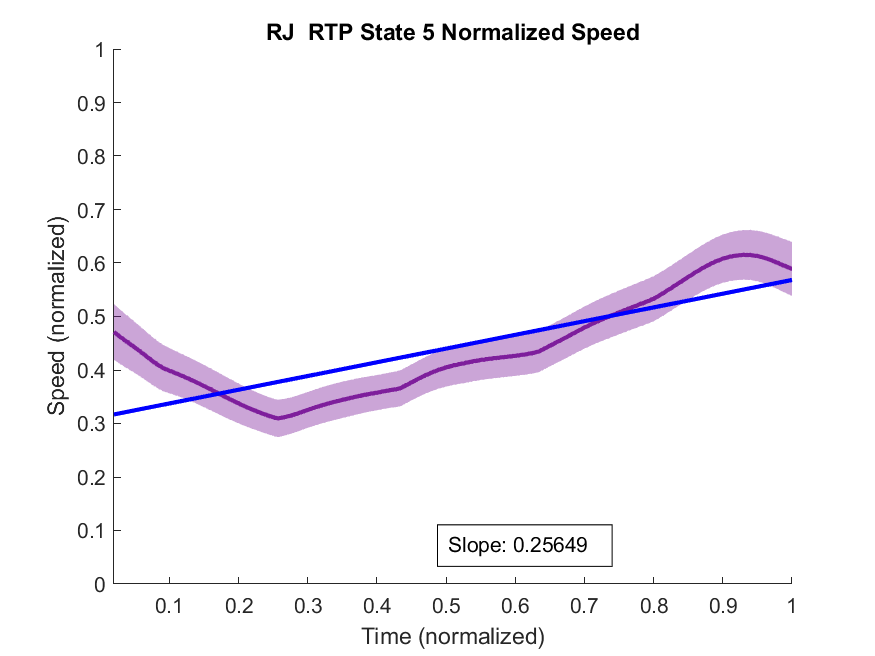 RJ  RTP State 5 Normalized Speed
1
0.9
0.8
0.7
0.6
0.5
0.4
0.3
0.2
0.1
0
Speed (normalized)
Slope: 0.25649
0.1 0.2 0.3 0.4 0.5 0.6 0.7 0.8 0.9 1
Time (normalized)